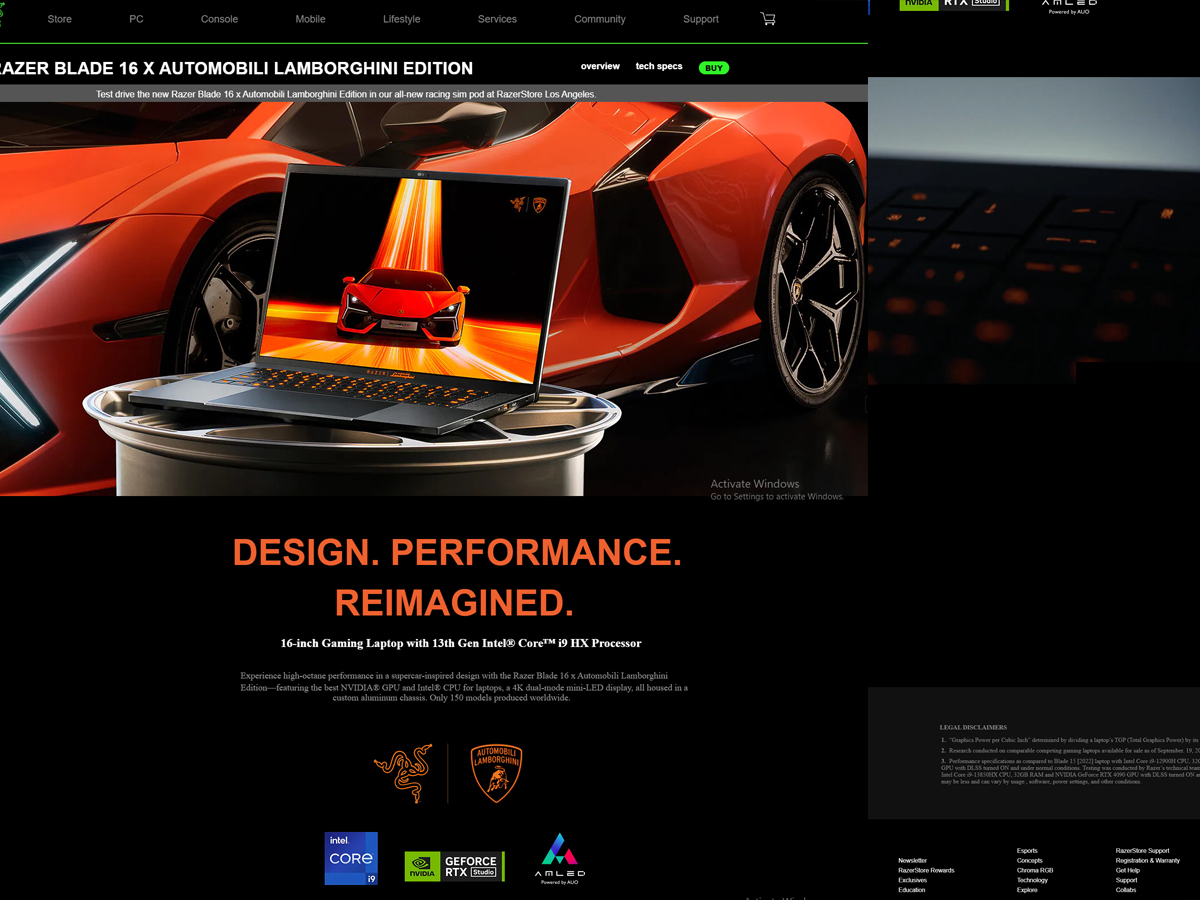 Store PC Console Mobile Lifestyle Services Community Support
RAZER BLADE 16 X AUTOMOBILI LAMBORGHINI EDITION
overview tech specs BUY
Test drive the new Razer Blade 16 x Automobili Lamborghini Edition in our all-new racing sim pod at RazerStore Los Angeles.
RAZER
Activate Windows
Go to Settings to activate Windows.
DESIGN. PERFORMANCE.
REIMAGINED.
16-inch Gaming Laptop with 13th Gen Intel® Core™ i9 HX Processor
Experience high-octane performance in a supercar-inspired design with the Razer Blade 16 x Automobili Lamborghini
Edition—featuring the best NVIDIA® GPU and Intel® CPU for laptops, a 4K dual-mode mini-LED display, all housed in a
custom aluminum chassis. Only 150 models produced worldwide.
AUTOMOBILI
LAMBORGHINI
intel.
CORE
i9
NVIDIA
GEFORCE
RTX Studio
AMLED
Powered by AUO
NVIDIA
RTX Studio
AMLED
Powered by AUO
LEGAL DISCLAIMERS
1. "Graphics Power per Cubic Inch" determined by dividing a laptop's TGP (Total Graphics Power) by its
2. Research conducted on comparable competing gaming laptops available for sale as of September. 19, 20
3. Performance specifications as compared to Blade 15 [2022] laptop with Intel Core i9-12900H CPU, 32G
GPU with DLSS turned ON and under normal conditions. Testing was conducted by Razer's technical team
Intel Core i9-13850HX CPU, 32GB RAM and NVIDIA GeForce RTX 4090 GPU with DLSS turned ON a
may be less and can vary by usage , software, power settings, and other conditions.
Newsletter
RazerStore Rewards
Exclusives
Education
Esports
Concepts
Chroma RGB
Technology
Explore
RazerStore Support
Registration & Warranty
Get Help
Support
Collabs